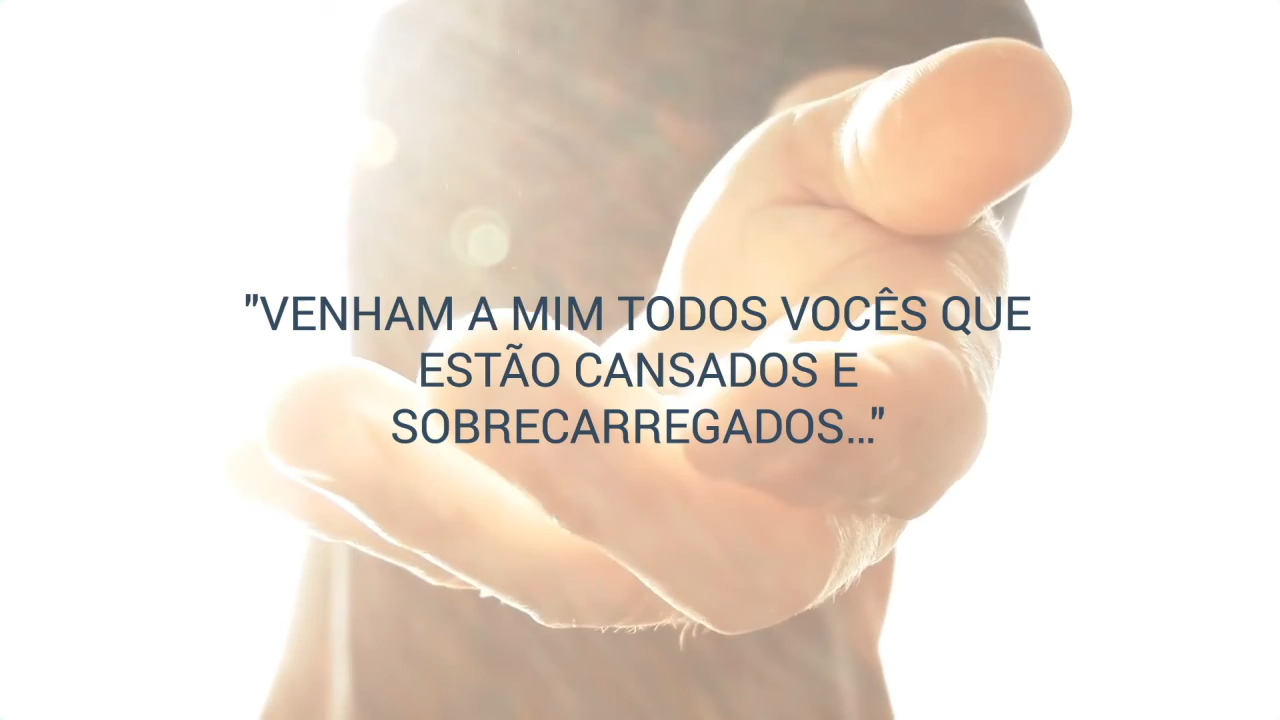 "VENHAM A MIM TODOS VOCÊS QUE
ESTÃO CANSADOS E
SOBRECARREGADOS..."